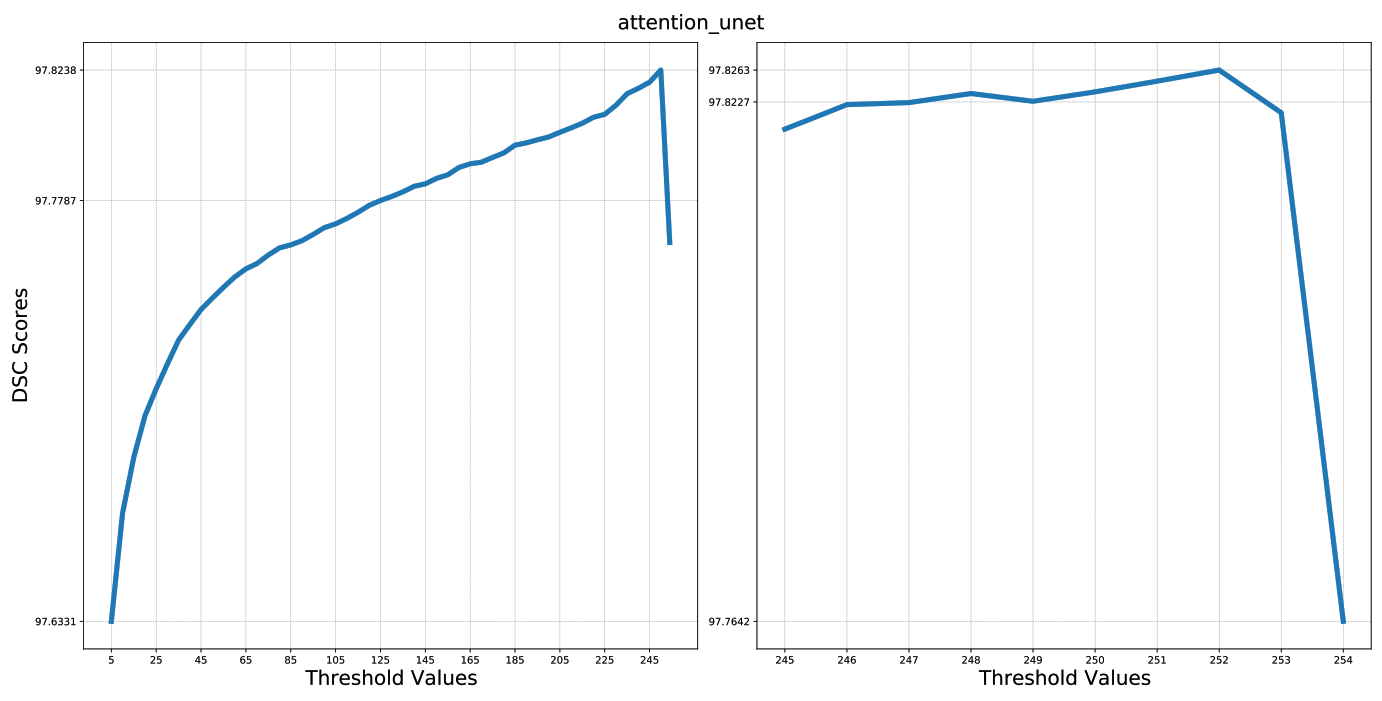 attention_unet
DSC Scores
97.8238
97.7787
97.6331
5 25 45 65 85 105 125 145 165 185 205 225 245
Threshold Values
97.8263
97.8227
97.7642
245 246 247 248 249 250 251 252 253 254
Threshold Values